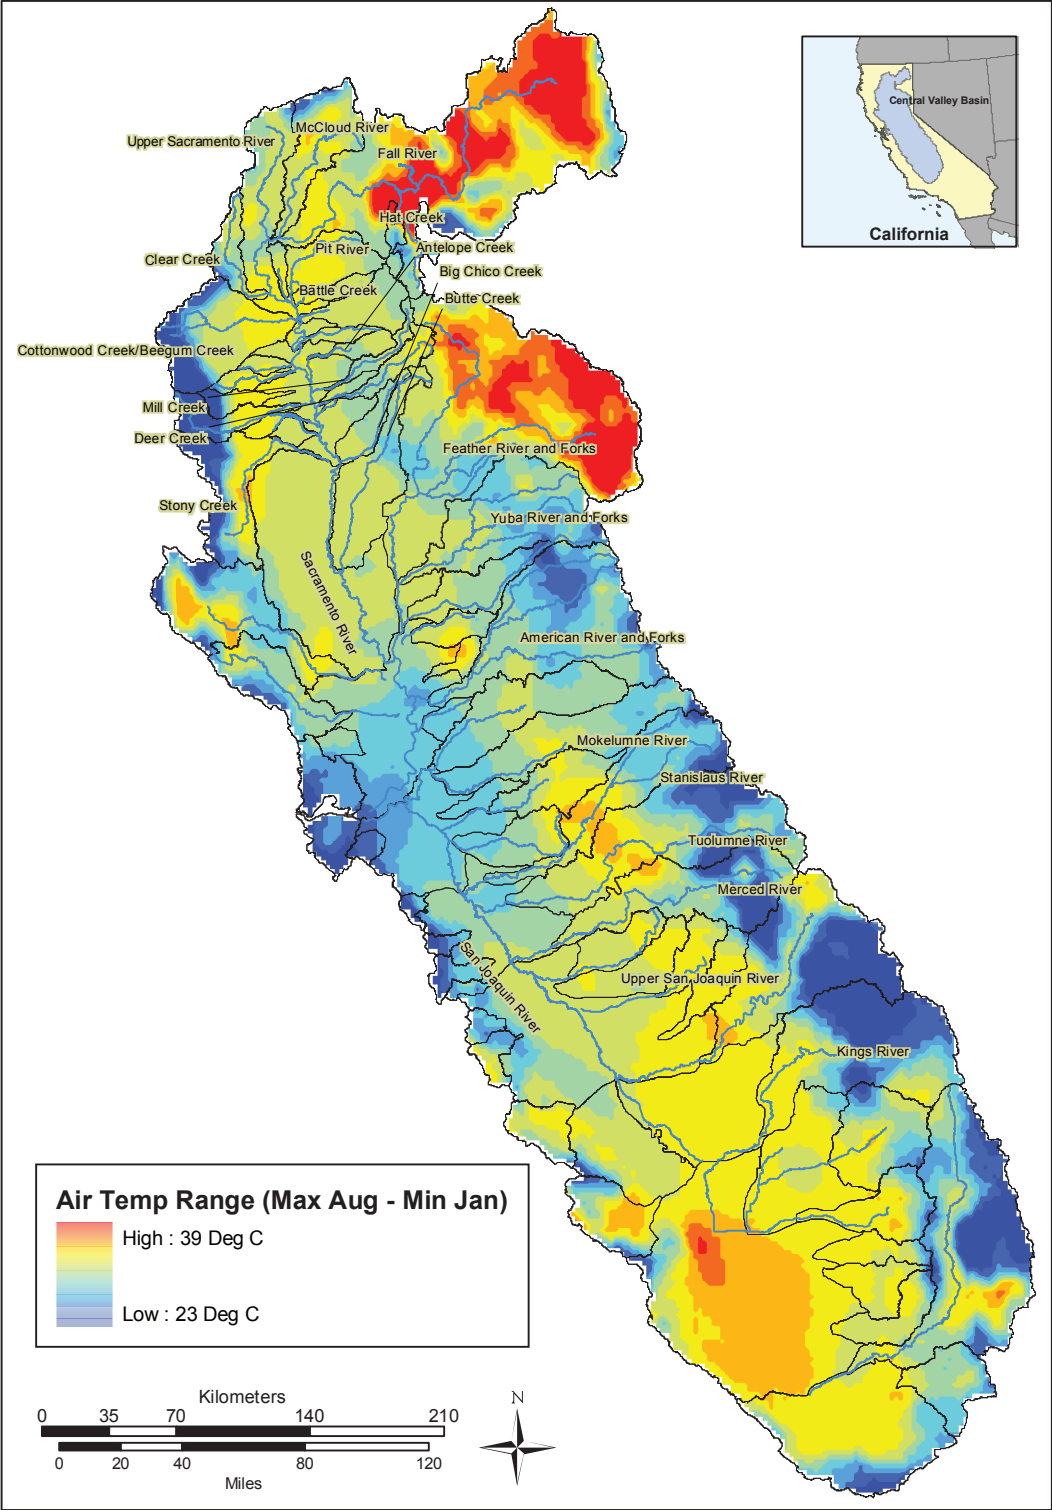 Central Valley Basin
California
McCloud River
Upper Sacramento River
Fall River
Hat Creek
Pit River
Antelope Creek
Clear Creek
Big Chico Creek
Battle Creek
Butte Creek
Cottonwood Creek/Beegum Creek
Mill Creek
Deer Creek
Feather River and Forks
Stony Creek
Yuba River and Forks
Sacramento River
American River and Forks
Mokelumne River
Stanislaus River
Tuolumne River
Merced River
San Joaquin River
Upper San Joaquin River
Kings River
Air Temp Range (Max Aug - Min Jan)
High : 39 Deg C
Low : 23 Deg C
Kilometers
0 35 70 140 210
0 20 40 80 120
Miles
N